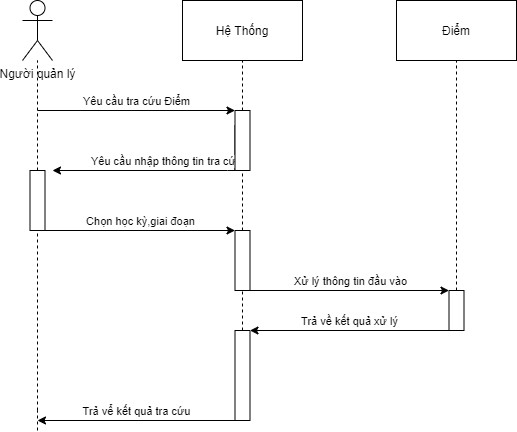 Hệ Thống
Điểm
Người quản lý
Yêu cầu tra cứu Điểm
Yêu cầu nhập thông tin tra cứ
Chọn học kỳ,giai đoạn
Xử lý thông tin đầu vào
Trả về kết quả xử lý
Trả vể kết quả tra cứu